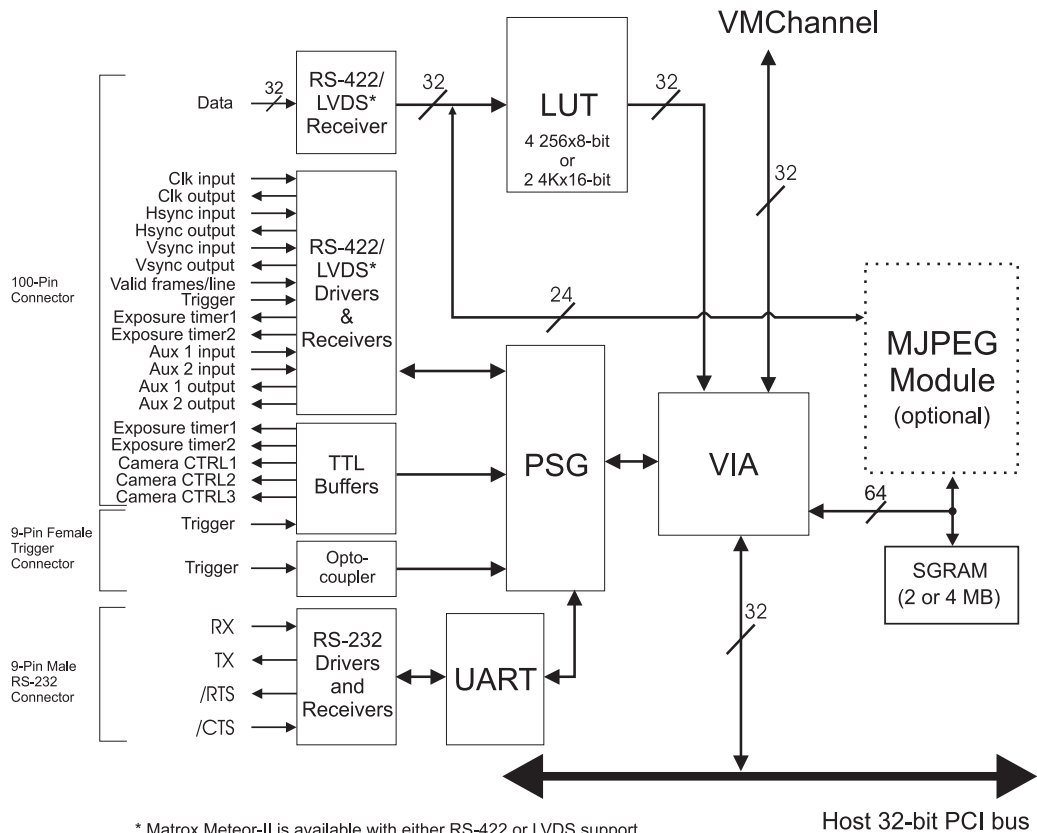 VMChannel
100-Pin
Connector
Data
32
RS-422/
LVDS*
Receiver
32
LUT
4 256x8-bit
or
2 4Kx16-bit
32
32
Clk input
Clk output
Hsync input
Hsync output
Vsync input
Vsync output
Valid frames/line
Trigger
Exposure timer1
Exposure timer2
Aux 1 input
Aux 2 input
Aux 1 output
Aux 2 output
RS-422/
LVDS*
Drivers
&
Receivers
24
MJPEG
Module
(optional)
Exposure timer1
Exposure timer2
Camera CTRL1
Camera CTRL2
Camera CTRL3
TTL
Buffers
PSG
VIA
64
SGRAM
(2 or 4 MB)
9-Pin Female
Trigger
Connector
Trigger
Trigger
Opto-
coupler
32
9-Pin Male
RS-232
Connector
RX
TX
/RTS
/CTS
RS-232
Drivers
and
Receivers
UART
Host 32-bit PCI bus
* Matrox Meteor-II is available with either RS-422 or LVDS support